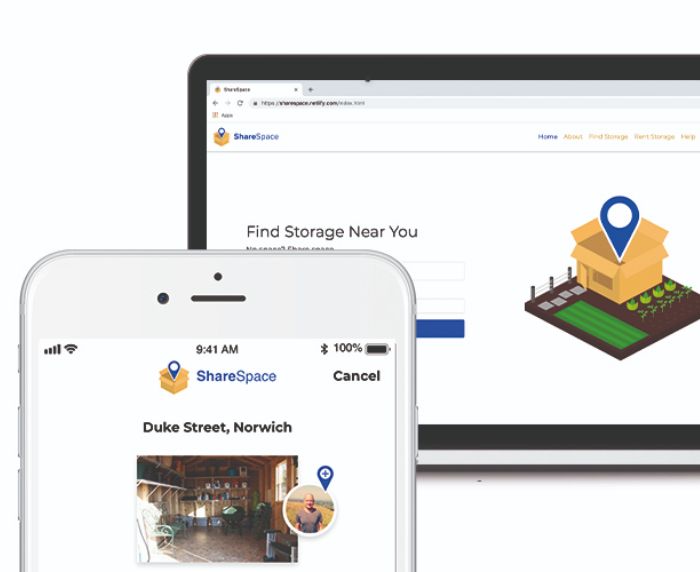 ShareSpace
https://sharespace.netlify.com/index.html
Apps
ShareSpace
Home About Find Storage Rent Storage Help
Find Storage Near You
No space? Share space
9:41 AM
100%
ShareSpace
Cancel
Duke Street, Norwich